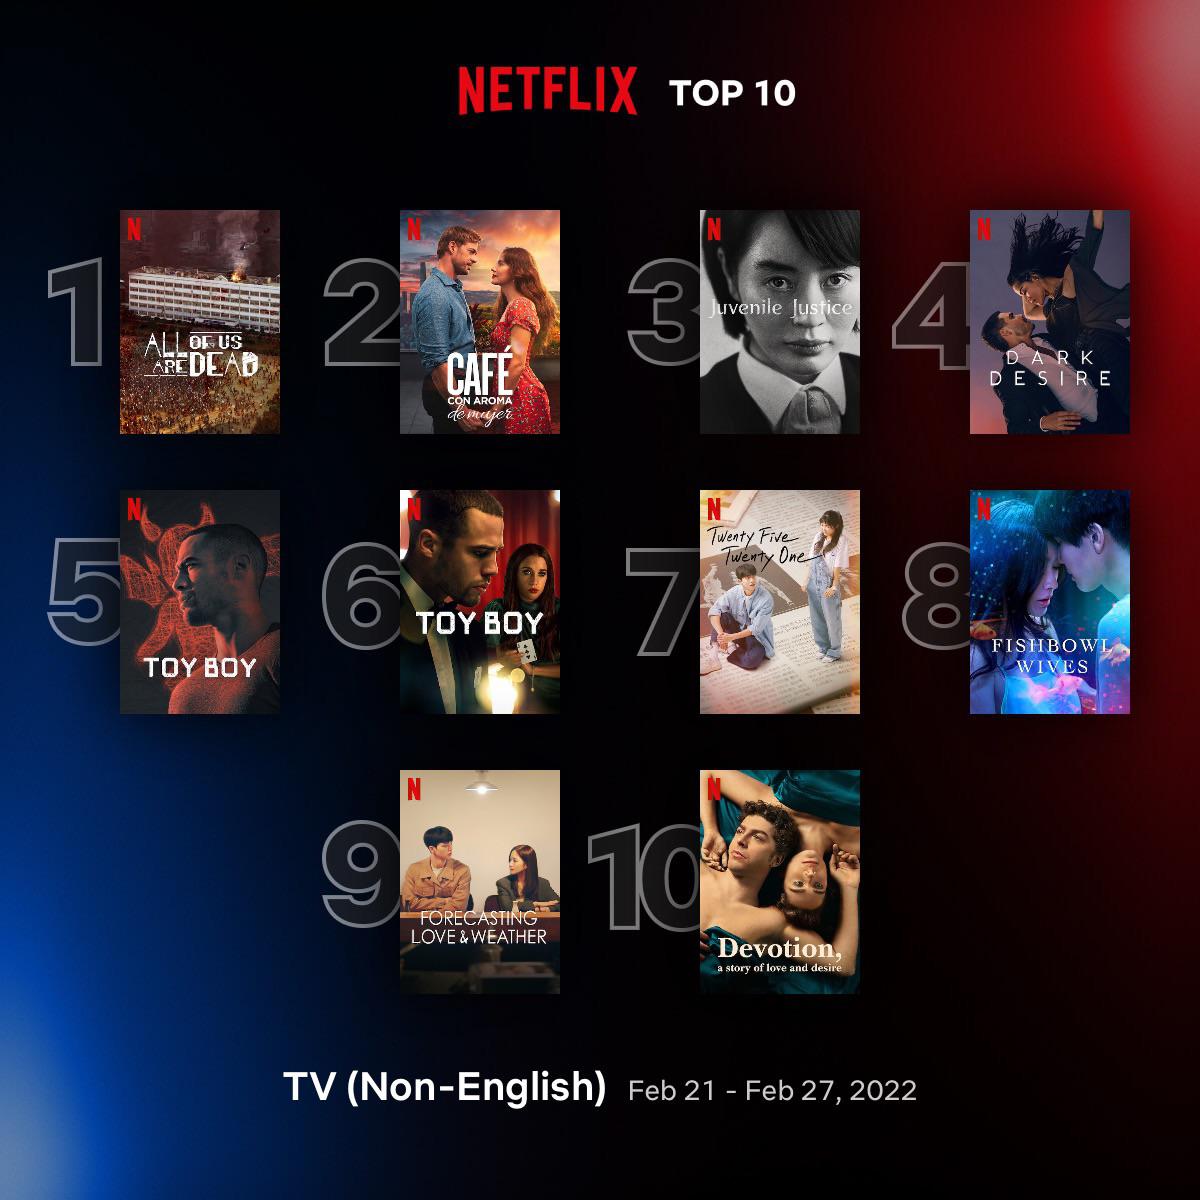 NETFLIX TOP 10
1
N
ALL OF US
ARE DEAD
2
N
CAFÉ
CON AROMA
de mujer
3
N
Juvenile Justice
4
N
DARK
DESIRE
5
N
TOY BOY
6
N
TOY BOY
7
N
Twenty Five
Twenty One
8
N
FISHBOWL
WIVES
9
N
FORECASTING
LOVE & WEATHER
10
N
Devotion,
a story of love and desire
TV (Non-English) Feb 21 - Feb 27, 2022